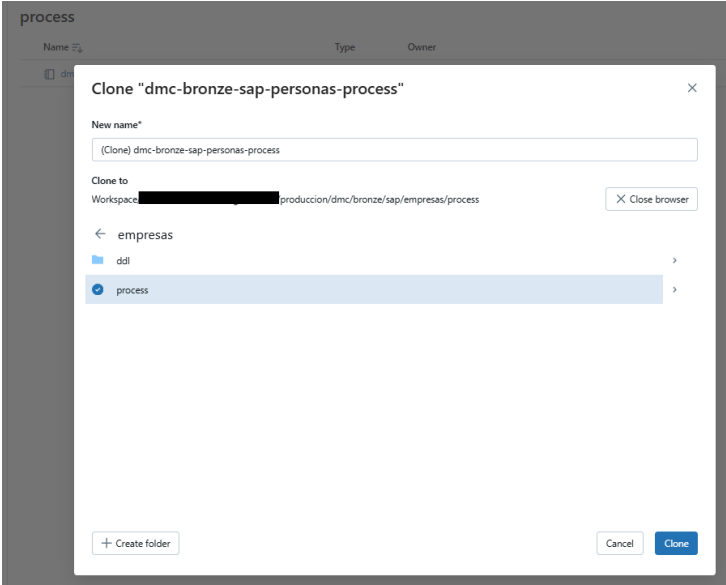 process
Name
Type
Owner
dm
Clone "dmc-bronze-sap-personas-process"
New name*
(Clone) dmc-bronze-sap-personas-process
Clone to
Workspace/ /produccion/dmc/bronze/sap/empresas/process
Close browser
empresas
ddl
process
Create folder
Cancel
Clone